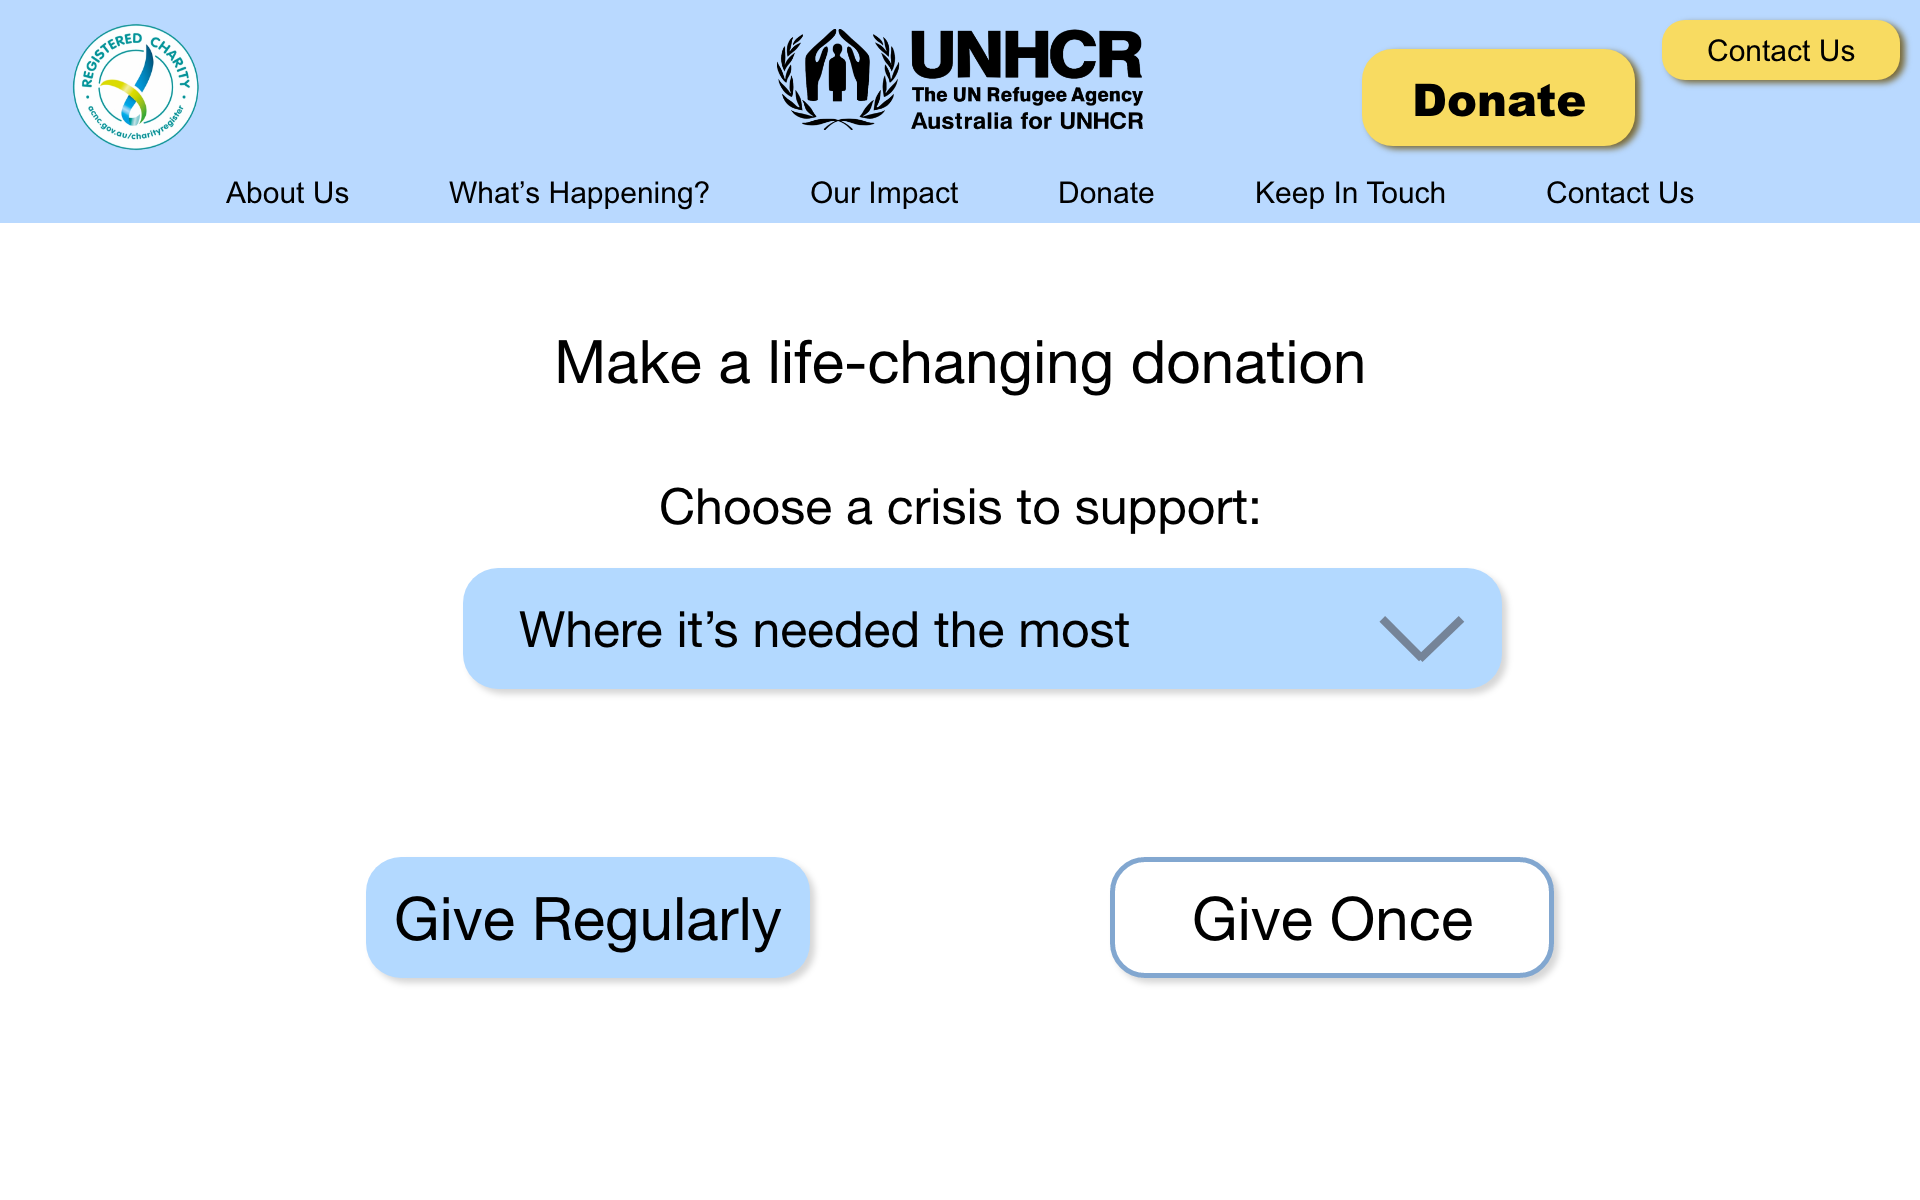 REGISTERED CHARITY
acnc.gov.au/charityregister
UNHCR
The UN Refugee Agency
Australia for UNHCR
Donate
Contact Us
About Us
What’s Happening?
Our Impact
Donate
Keep In Touch
Contact Us
Make a life-changing donation
Choose a crisis to support:
Where it’s needed the most
Give Regularly
Give Once